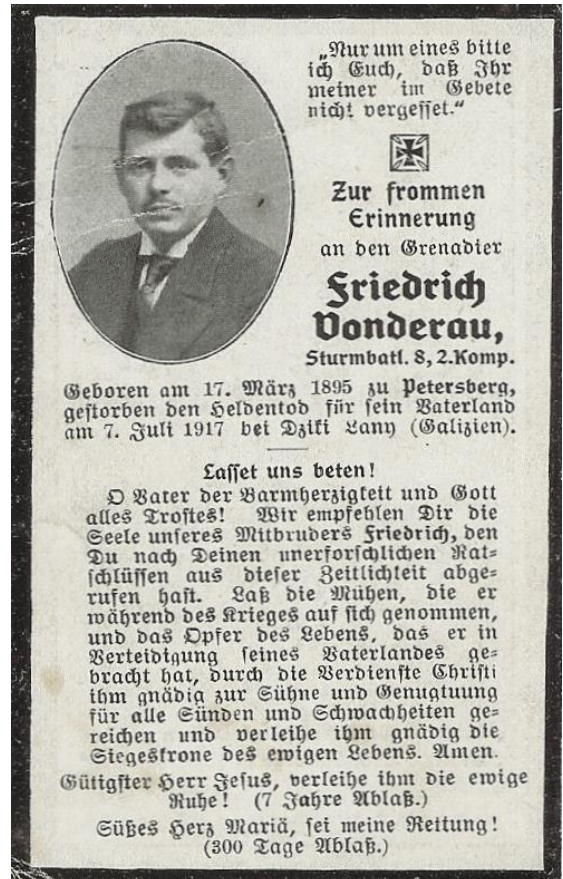 „Nur um eines bitte
ich Euch, daß Ihr
meiner im Gebete
nicht vergesset."
Zur frommen
Erinnerung
an den Grenadier
Friedrich
Vonderau,
Sturmbatl. 8, 2. Komp.
Geboren am 17. März 1895 zu Petersberg,
gestorben den Heldentod für sein Vaterland
am 7. Juli 1917 bei Dziki Lany (Galizien).
Lasset uns beten!
O Vater der Barmherzigkeit und Gott
alles Trostes! Wir empfehlen Dir die
Seele unseres Mitbruders Friedrich, den
Du nach Deinen unerforschlichen Rat-
schlüssen aus dieser Zeitlichkeit abge-
rufen hast. Laß die Mühen, die er
während des Krieges auf sich genommen,
und das Opfer des Lebens, das er in
Verteidigung seines Vaterlandes ge-
bracht hat, durch die Verdienste Christi
ihm gnädig zur Sühne und Genugtuung
für alle Sünden und Schwachheiten ge-
reichen und verleihe ihm gnädig die
Siegeskrone des ewigen Lebens. Amen.
Gütigster Herr Jesus, verleihe ihm die ewige
Ruhe! (7 Jahre Ablaß.)
Süßes Herz Mariä, sei meine Rettung!
(300 Tage Ablaß.)